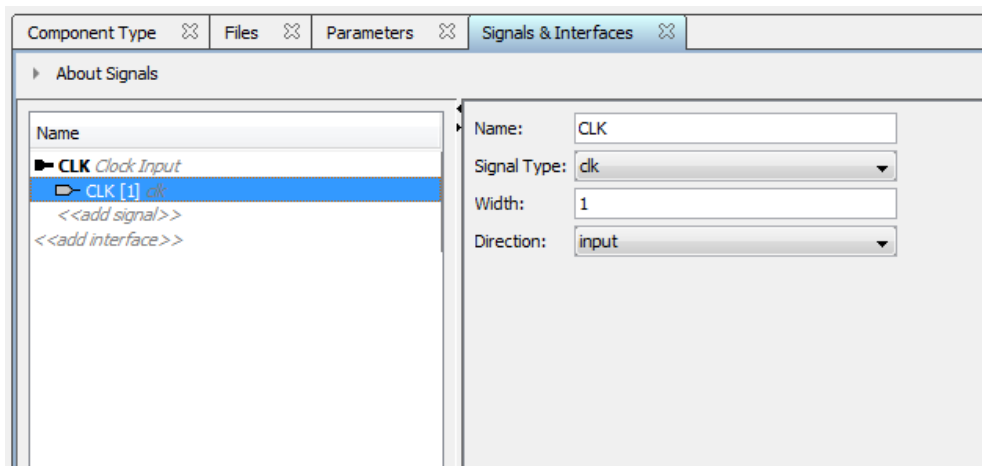 Component Type Files Parameters Signals & Interfaces
About Signals
Name
CLK Clock Input
CLK [1] clk
<<add signal>>
<<add interface>>
Name: CLK
Signal Type: clk
Width: 1
Direction: input